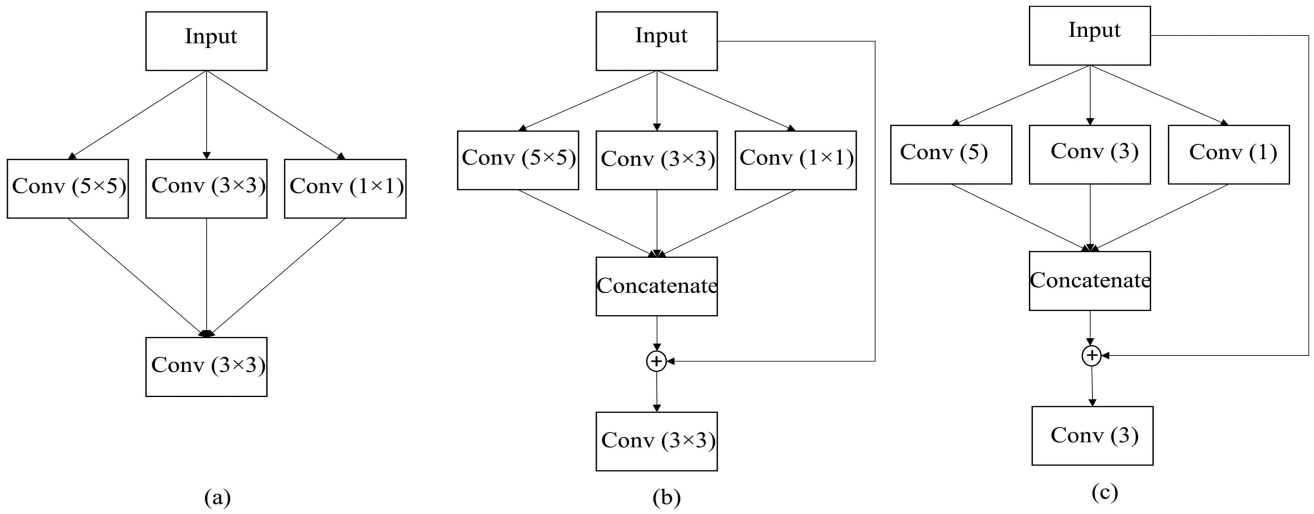 Input
Conv (5×5)
Conv (3×3)
Conv (1×1)
Conv (3×3)
(a)
Input
Conv (5×5)
Conv (3×3)
Conv (1×1)
Concatenate
+
Conv (3×3)
(b)
Input
Conv (5)
Conv (3)
Conv (1)
Concatenate
+
Conv (3)
(c)